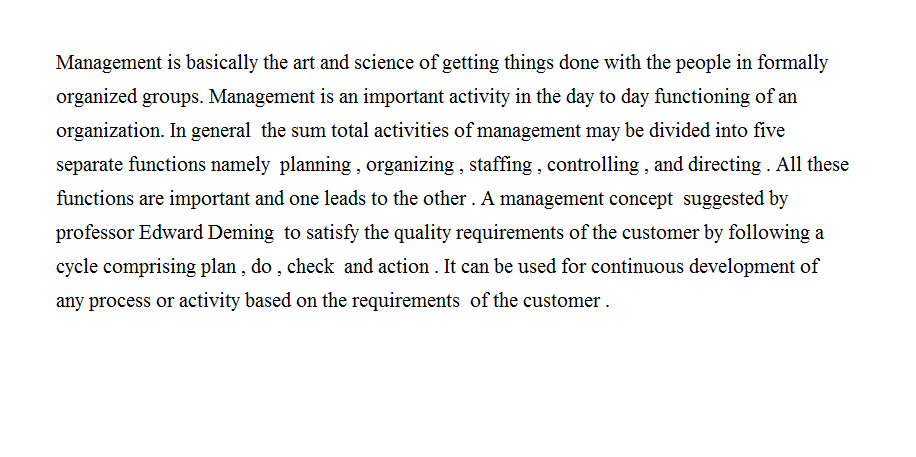 Management is basically the art and science of getting things done with the people in formally
organized groups. Management is an important activity in the day to day functioning of an
organization. In general  the sum total activities of management may be divided into five
separate functions namely  planning , organizing , staffing , controlling , and directing . All these
functions are important and one leads to the other . A management concept  suggested by
professor Edward Deming  to satisfy the quality requirements of the customer by following a
cycle comprising plan , do , check  and action . It can be used for continuous development of
any process or activity based on the requirements  of the customer .